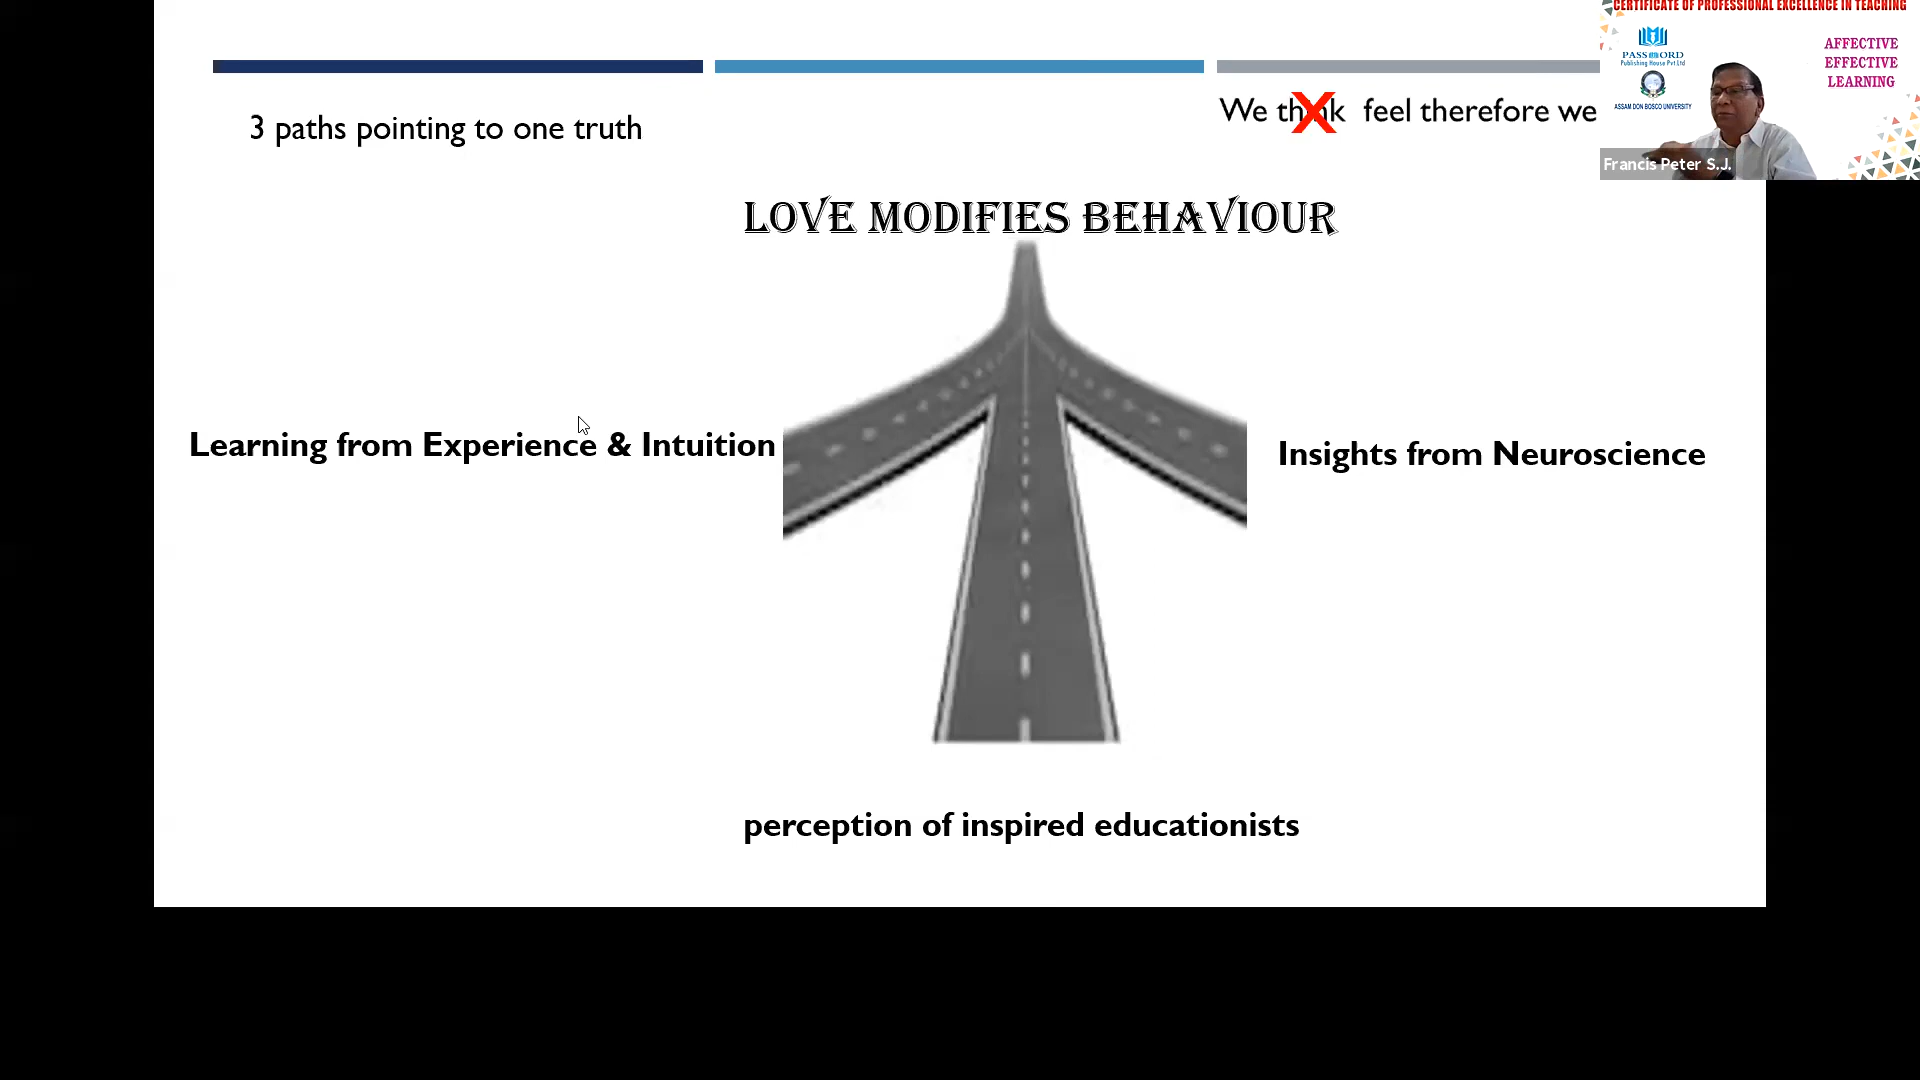 CERTIFICATE OF PROFESSIONAL EXCELLENCE IN TEACHING
PASSWORD
Publishing House Pvt Ltd
ASSAM DON BOSCO UNIVERSITY
AFFECTIVE
EFFECTIVE
LEARNING
Francis Peter S.J.
3 paths pointing to one truth
We think feel therefore we
LOVE MODIFIES BEHAVIOUR
Learning from Experience & Intuition
Insights from Neuroscience
perception of inspired educationists